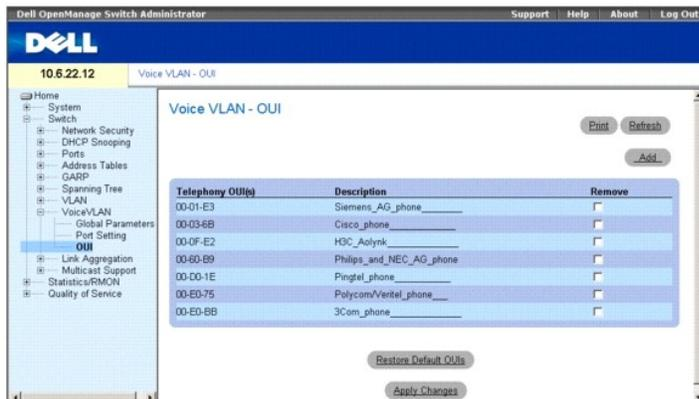 Dell OpenManage Switch Administrator
Support Help About Log Out
DELL
10.6.22.12
Voice VLAN - OUI
Home
System
Switch
Network Security
DHCP Snooping
Ports
Address Tables
GARP
Spanning Tree
VLAN
VoiceVLAN
Global Parameters
Port Setting
OUI
Link Aggregation
Multicast Support
Statistics/RMON
Quality of Service
Voice VLAN - OUI
Print Refresh
Add
Telephony OUI(s) Description Remove
00-01-E3 Siemens_AG_phone________
00-03-6B Cisco_phone_____________
00-0F-E2 H3C_Aolynk______________
00-60-B9 Philips_and_NEC_AG_phone
00-D0-1E Pingtel_phone___________
00-E0-75 Polycom/Veritel_phone___
00-E0-BB 3Com_phone______________
Restore Default OUIs
Apply Changes